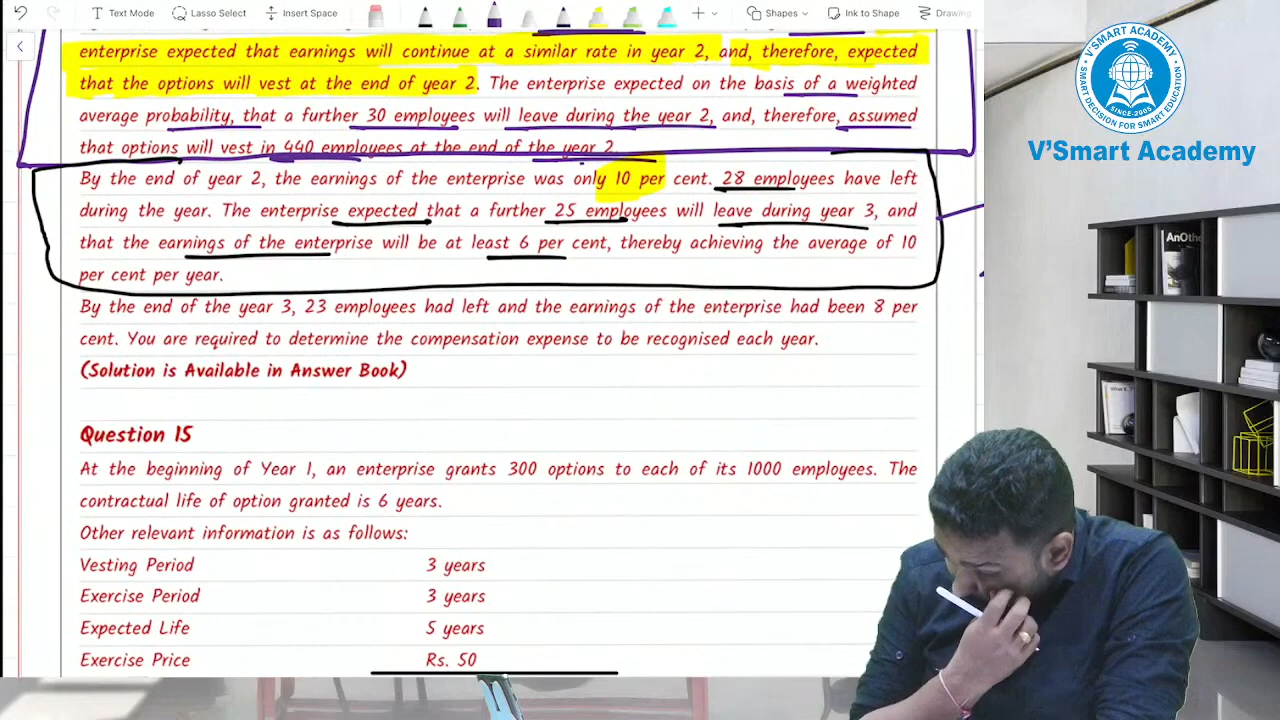 Text Mode
Lasso Select
Insert Space
Shapes
Ink to Shape
Drawing
enterprise expected that earnings will continue at a similar rate in year 2, and, therefore, expected
that the options will vest at the end of year 2. The enterprise expected on the basis of a weighted
average probability, that a further 30 employees will leave during the year 2, and, therefore, assumed
that options will vest in 440 employees at the end of the year 2.
By the end of year 2, the earnings of the enterprise was only 10 per cent. 28 employees have left
during the year. The enterprise expected that a further 25 employees will leave during year 3, and
that the earnings of the enterprise will be at least 6 per cent, thereby achieving the average of 10
per cent per year.
By the end of the year 3, 23 employees had left and the earnings of the enterprise had been 8 per
cent. You are required to determine the compensation expense to be recognised each year.
(Solution is Available in Answer Book)
Question 15
At the beginning of Year 1, an enterprise grants 300 options to each of its 1000 employees. The
contractual life of option granted is 6 years.
Other relevant information is as follows:
Vesting Period 3 years
Exercise Period 3 years
Expected Life 5 years
Exercise Price Rs. 50
V'SMART ACADEMY
SMART DECISION FOR SMART EDUCATION
SINCE-2005
V'Smart Academy